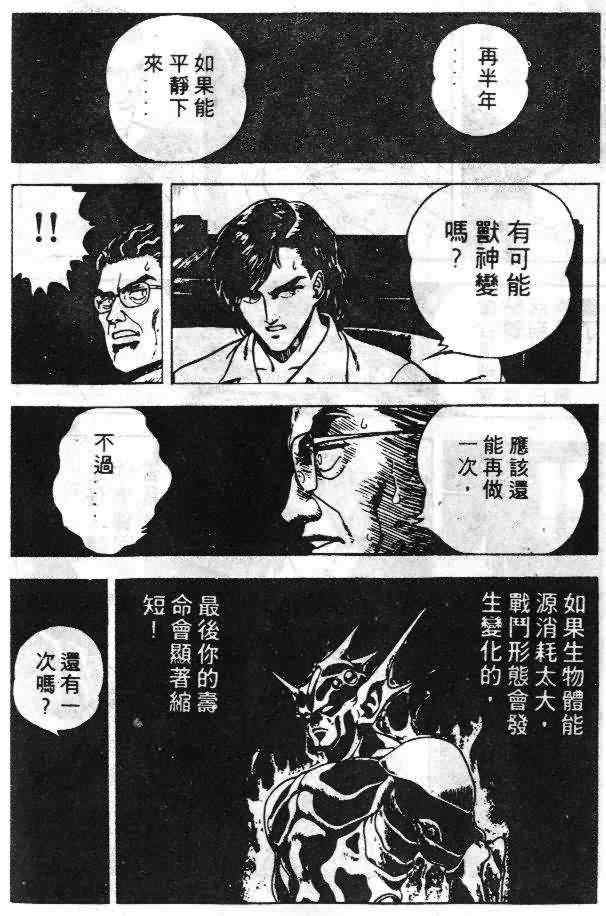 再半年
......
如果能
平靜下
來......
有可能
獸神變
嗎?
!!
應該還
能再做
一次,
不過
......
如果生物體能
源消耗太大,
戰鬥形態會發
生變化的,
最後你的壽
命會顯著縮
短!
還有一
次嗎?